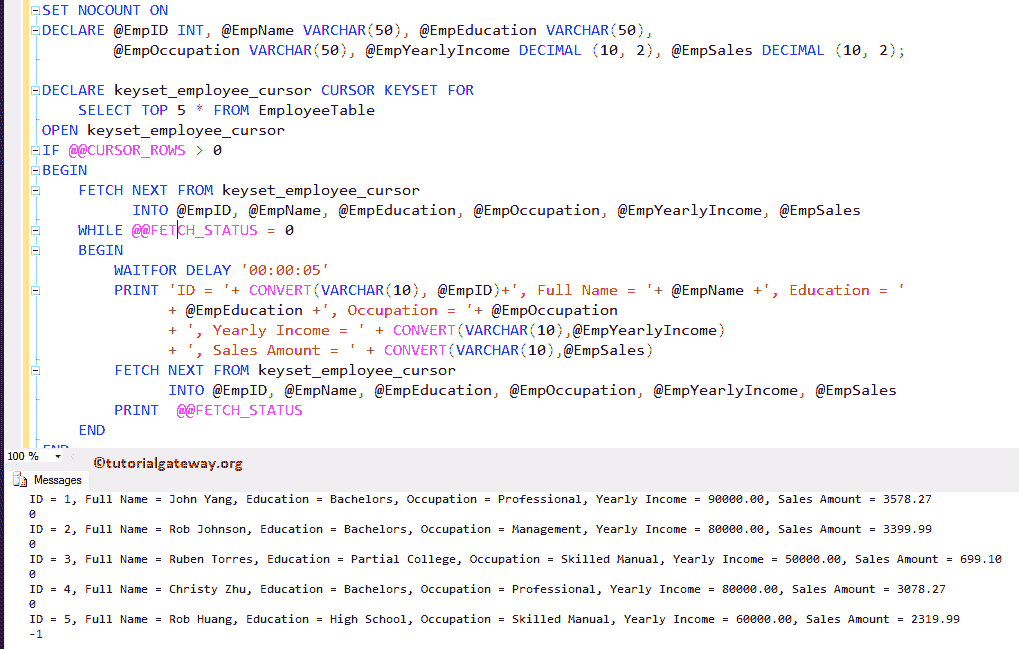 SET NOCOUNT ON
DECLARE @EmpID INT, @EmpName VARCHAR(50), @EmpEducation VARCHAR(50),
@EmpOccupation VARCHAR(50), @EmpYearlyIncome DECIMAL (10, 2), @EmpSales DECIMAL (10, 2);
DECLARE keyset_employee_cursor CURSOR KEYSET FOR
SELECT TOP 5 * FROM EmployeeTable
OPEN keyset_employee_cursor
IF @@CURSOR_ROWS > 0
BEGIN
FETCH NEXT FROM keyset_employee_cursor
INTO @EmpID, @EmpName, @EmpEducation, @EmpOccupation, @EmpYearlyIncome, @EmpSales
WHILE @@FETCH_STATUS = 0
BEGIN
WAITFOR DELAY '00:00:05'
PRINT 'ID = '+ CONVERT(VARCHAR(10), @EmpID)+', Full Name = '+ @EmpName +', Education = '
+ @EmpEducation +', Occupation = '+ @EmpOccupation
+ ', Yearly Income = ' + CONVERT(VARCHAR(10),@EmpYearlyIncome)
+ ', Sales Amount = ' + CONVERT(VARCHAR(10),@EmpSales)
FETCH NEXT FROM keyset_employee_cursor
INTO @EmpID, @EmpName, @EmpEducation, @EmpOccupation, @EmpYearlyIncome, @EmpSales
PRINT @@FETCH_STATUS
END
END
100 %
©tutorialgateway.org
Messages
ID = 1, Full Name = John Yang, Education = Bachelors, Occupation = Professional, Yearly Income = 90000.00, Sales Amount = 3578.27
0
ID = 2, Full Name = Rob Johnson, Education = Bachelors, Occupation = Management, Yearly Income = 80000.00, Sales Amount = 3399.99
0
ID = 3, Full Name = Ruben Torres, Education = Partial College, Occupation = Skilled Manual, Yearly Income = 50000.00, Sales Amount = 699.10
0
ID = 4, Full Name = Christy Zhu, Education = Bachelors, Occupation = Professional, Yearly Income = 80000.00, Sales Amount = 3078.27
0
ID = 5, Full Name = Rob Huang, Education = High School, Occupation = Skilled Manual, Yearly Income = 60000.00, Sales Amount = 2319.99
-1